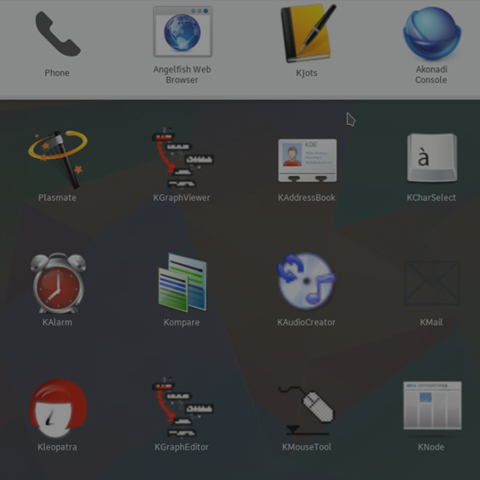 Phone
Angelfish Web
Browser
KJots
Akonadi
Console
Plasmate
KGraphViewer
KDE
KAddressBook
à
KCharSelect
KAlarm
Kompare
KAudioCreator
KMail
Kleopatra
KGraphEditor
KMouseTool
KNode